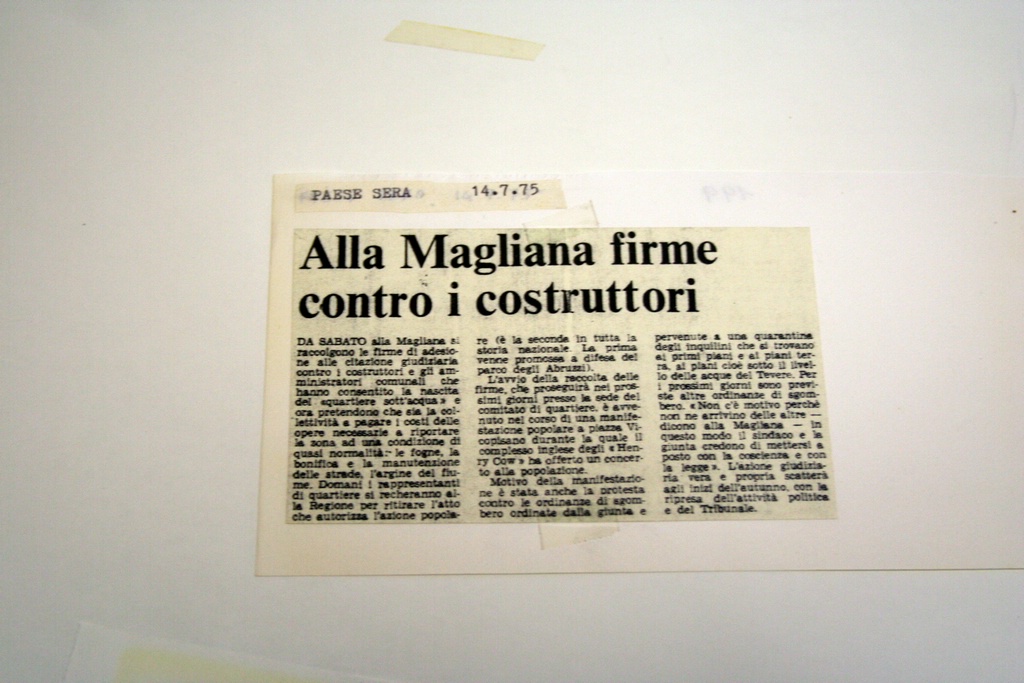 PAESE SERA 14.7.75
Alla Magliana firme
contro i costruttori
DA SABATO alla Magliana si
raccolgono le firme di adesio-
ne alle citazione giudiziaria
contro i costruttori e gli am-
ministratori comunali che
hanno consentito la nascita
del «quartiere sott'acqua» e
ora pretendono che sia la col-
lettività a pagare i costi delle
opere necessarie a riportare
la zona ad una condizione di
quasi normalità: le fogne, la
bonifica e la manutenzione
delle strade, l'argine del fiu-
me. Domani i rappresentanti
di quartiere si recheranno al-
la Regione per ritirare l'atto
che autorizza l'azione popola-
re (è la seconda in tutta la
storia nazionale. La prima
venne promossa a difesa del
parco degli Abruzzi).
L'avvio della raccolta delle
firme, che proseguirà nei pros-
simi giorni presso la sede del
comitato di quartiere, è avve-
nuto nel corso di una manife-
stazione popolare a piazza Vi-
copisano durante la quale il
complesso inglese degli «Hen-
ry Cow» ha offerto un concer-
to alla popolazione.
Motivo della manifestazio-
ne è stata anche la protesta
contro le ordinanze di sgom-
bero ordinate dalla giunta e
pervenute a una quarantina
degli inquilini che si trovano
ai primi piani e ai piani ter-
ra, ai piani cioè sotto il livel-
lo delle acque del Tevere. Per
i prossimi giorni sono previ-
ste altre ordinanze di sgom-
bero. «Non c'è motivo perchè
non ne arrivino delle altre —
dicono alla Magliana — in
questo modo il sindaco e la
giunta credono di mettersi a
posto con la coscienza e con
la legge». L'azione giudizia-
ria vera e propria scatterà
agli inizi dell'autunno, con la
ripresa dell'attività politica
e del Tribunale.